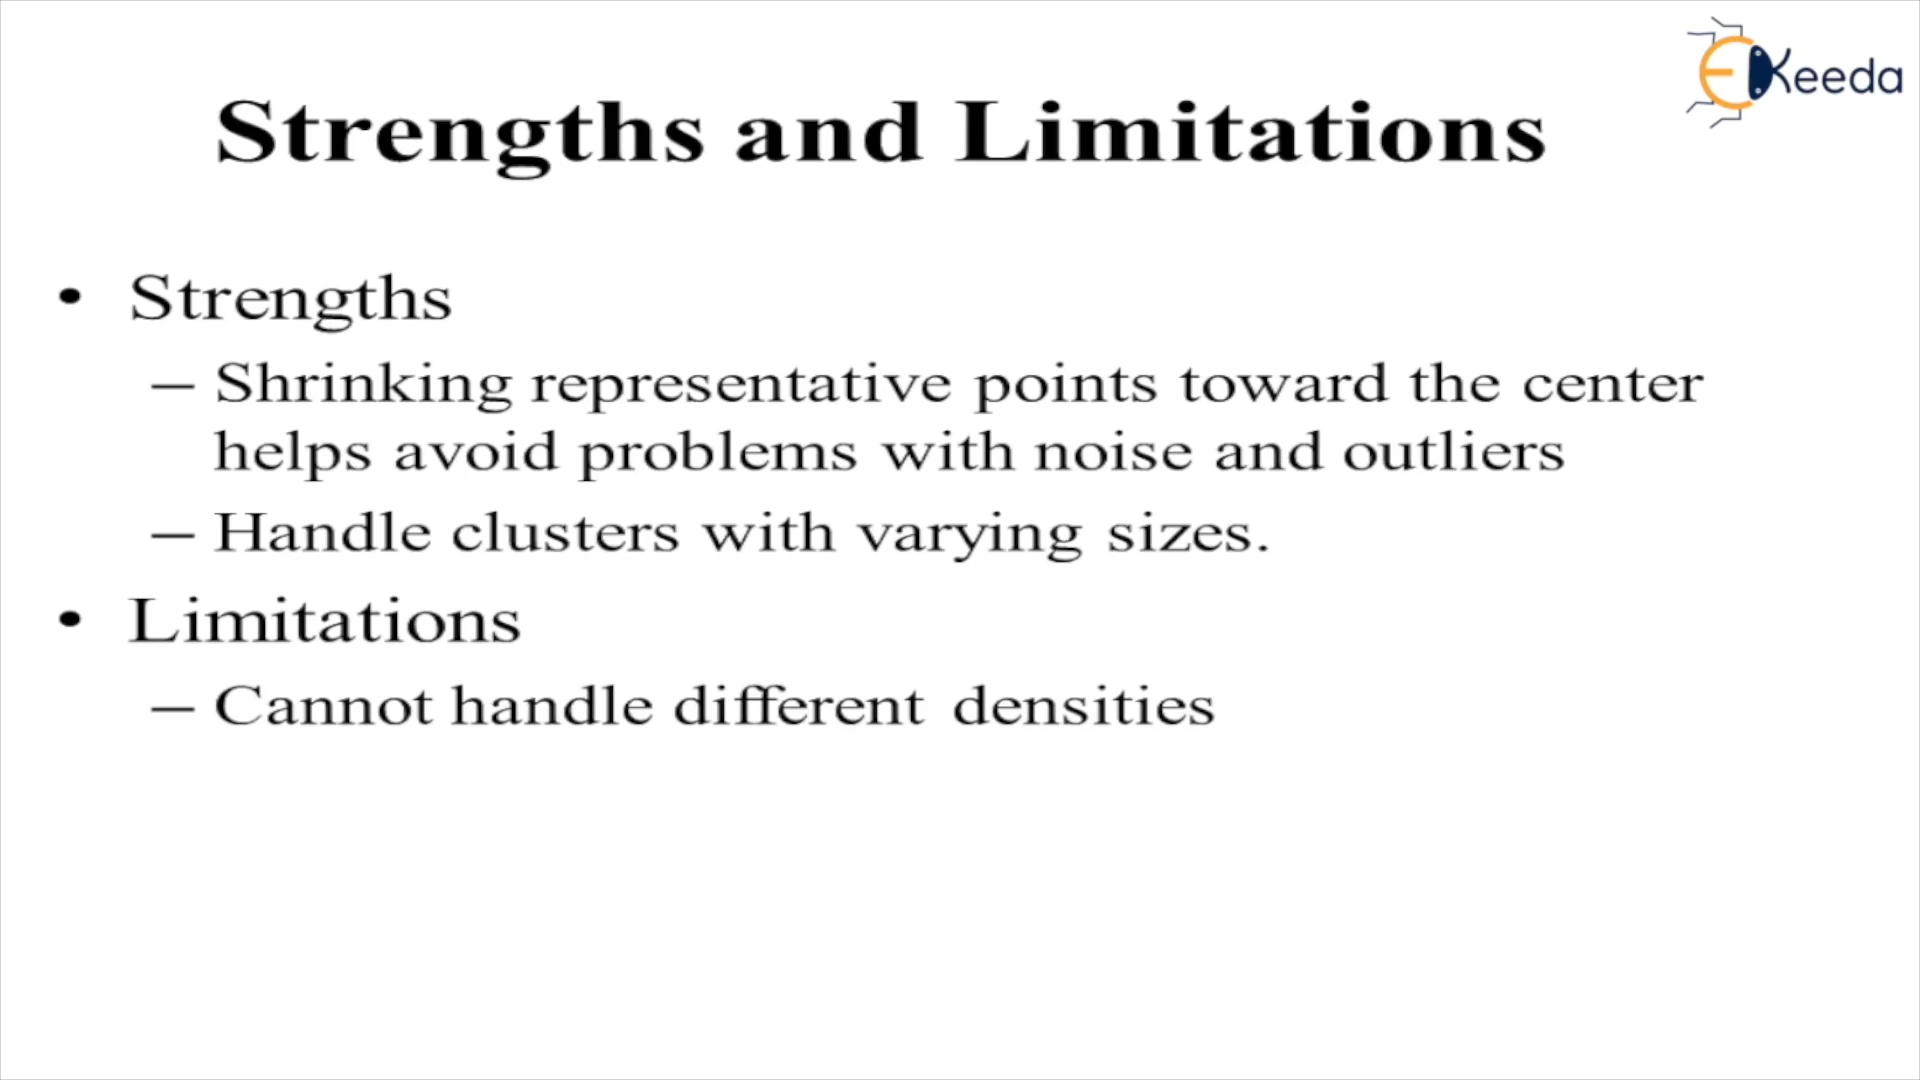 EKeeda
Strengths and Limitations
• Strengths
– Shrinking representative points toward the center
helps avoid problems with noise and outliers
– Handle clusters with varying sizes.
• Limitations
– Cannot handle different densities